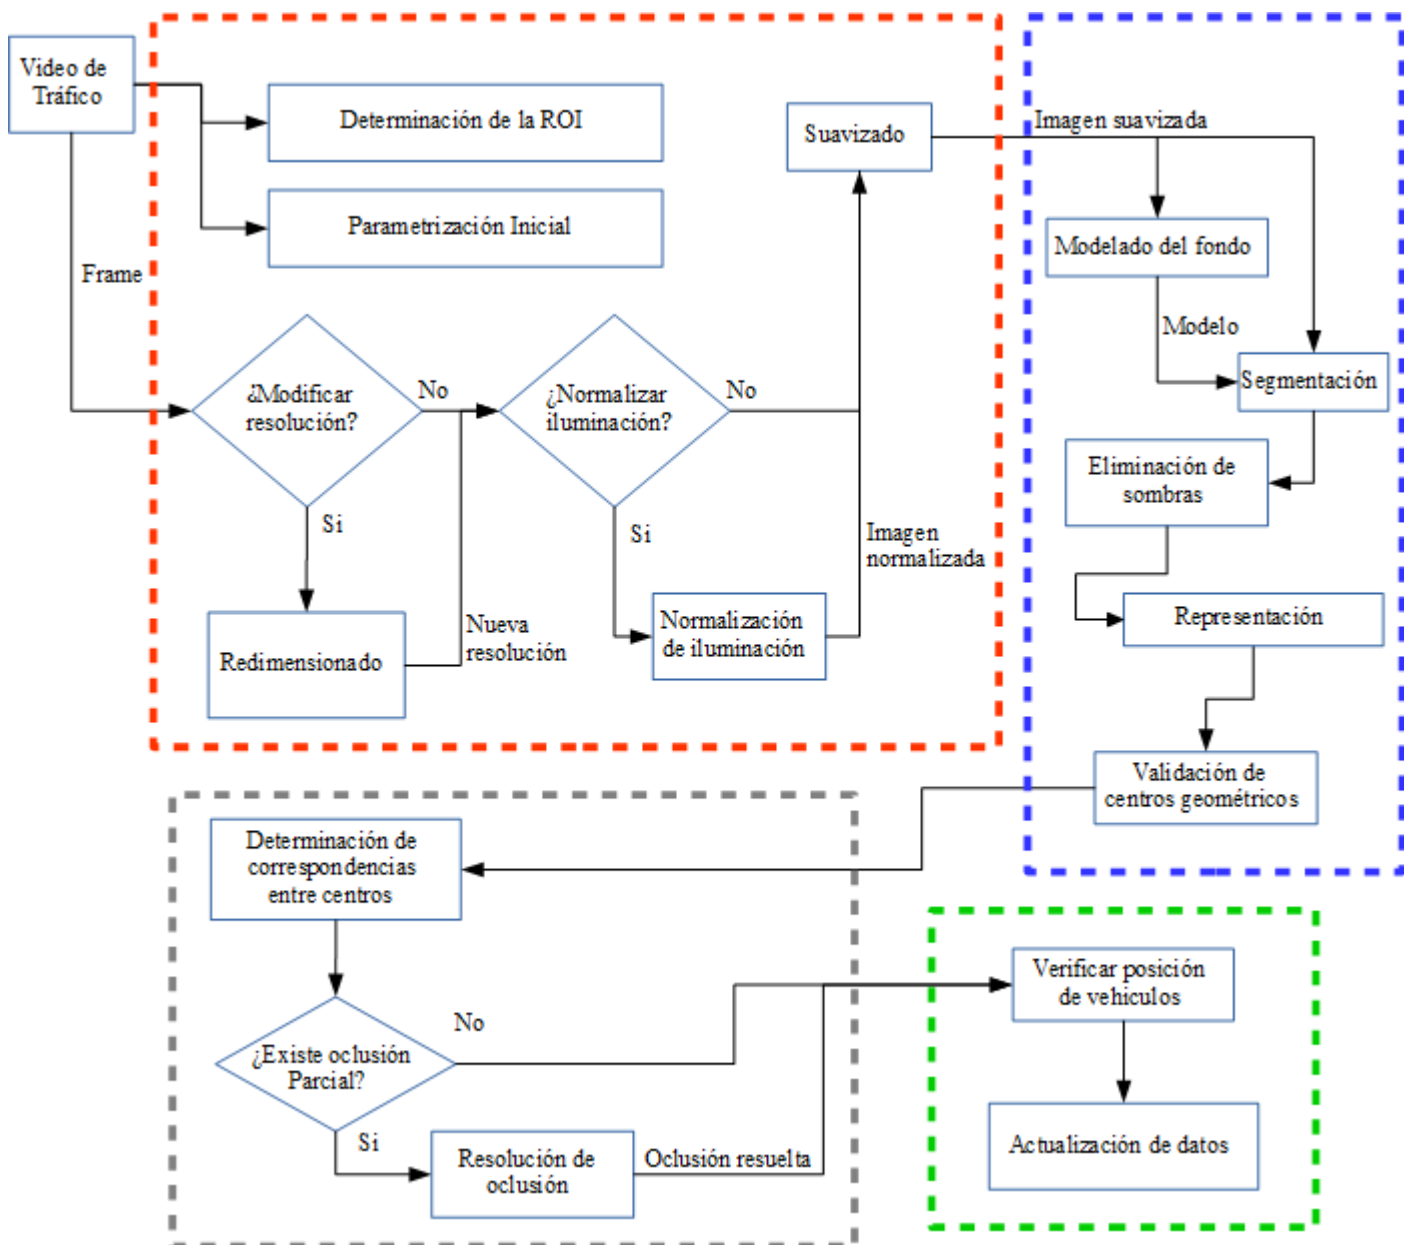 Video de
Tráfico
Determinación de la ROI
Parametrización Inicial
Frame
¿Modificar
resolución?
No
Si
Redimensionado
Nueva
resolución
¿Normalizar
iluminación?
No
Si
Normalización
de iluminación
Imagen
normalizada
Suavizado
Imagen suavizada
Modelado del fondo
Modelo
Segmentación
Eliminación de
sombras
Representación
Validación de
centros geométricos
Determinación de
correspondencias
entre centros
¿Existe oclusión
Parcial?
No
Si
Resolución de
oclusión
Oclusión resuelta
Verificar posición
de vehiculos
Actualización de datos